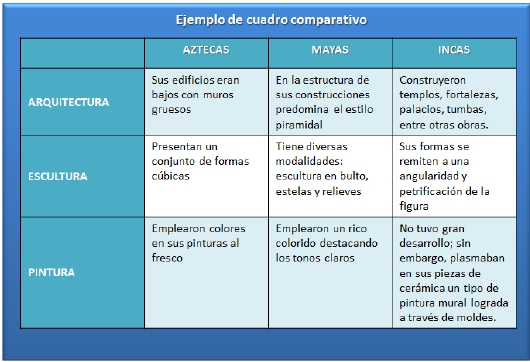 Ejemplo de cuadro comparativo
AZTECAS
MAYAS
INCAS
ARQUITECTURA
Sus edificios eran
bajos con muros
gruesos
En la estructura de
sus construcciones
predomina el estilo
piramidal
Construyeron
templos, fortalezas,
palacios, tumbas,
entre otras obras.
ESCULTURA
Presentan un
conjunto de formas
cúbicas
Tiene diversas
modalidades:
escultura en bulto,
estelas y relieves
Sus formas se
remiten a una
angularidad y
petrificación de la
figura
PINTURA
Emplearon colores
en sus pinturas al
fresco
Emplearon un rico
colorido destacando
los tonos claros
No tuvo gran
desarrollo; sin
embargo, plasmaban
en sus piezas de
cerámica un tipo de
pintura mural lograda
a través de moldes.